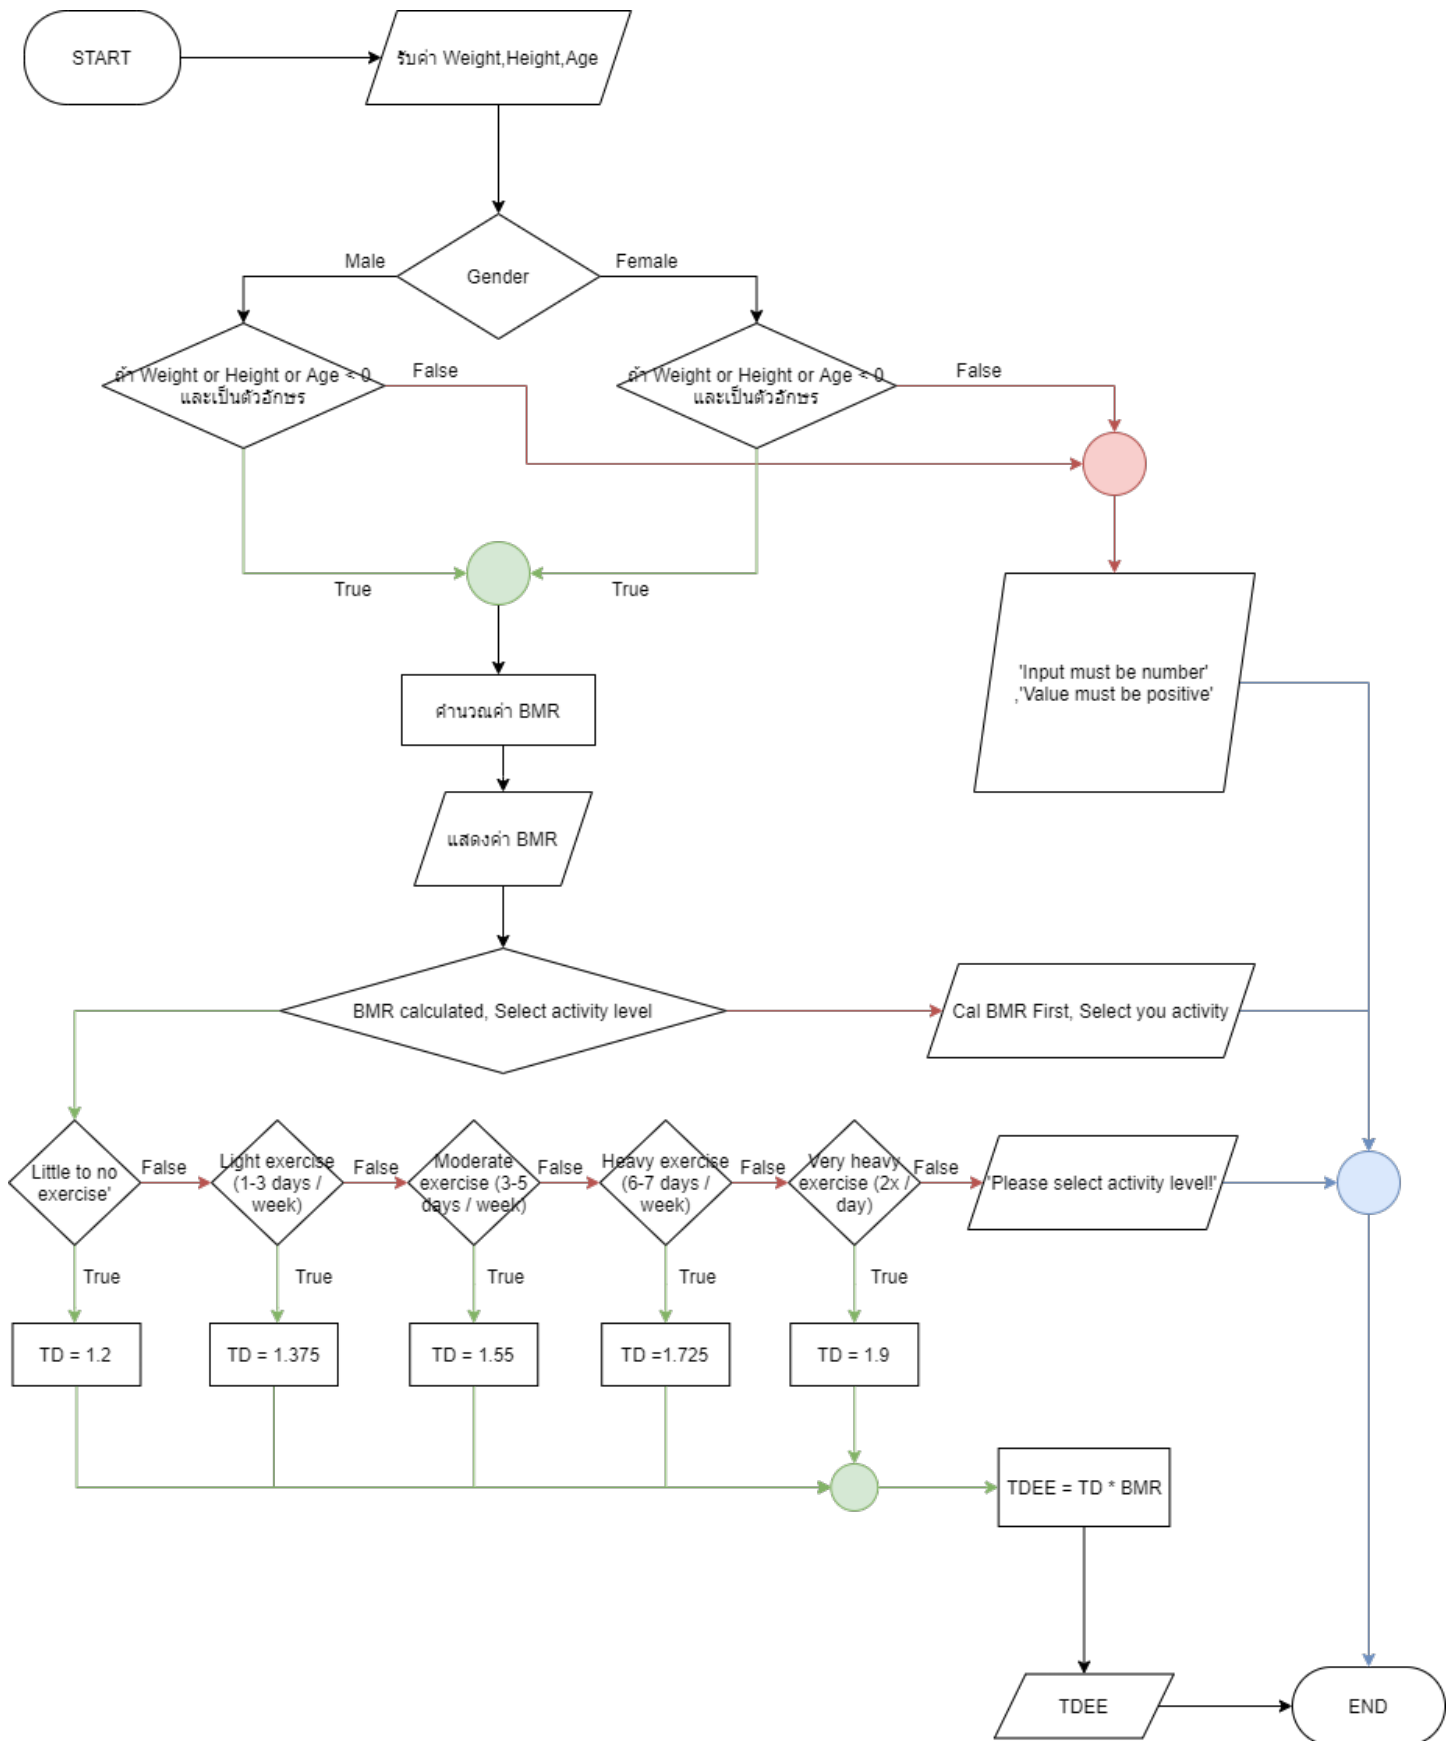 START
รับค่า Weight,Height,Age
Male
Female
Gender
ถ้า Weight or Height or Age < 0
และเป็นตัวอักษร
False
ถ้า Weight or Height or Age < 0
และเป็นตัวอักษร
False
True
True
'Input must be number'
,'Value must be positive'
คำนวณค่า BMR
แสดงค่า BMR
BMR calculated, Select activity level
Cal BMR First, Select you activity
Little to no
exercise'
False
Light exercise
(1-3 days /
week)
False
Moderate
exercise (3-5
days / week)
False
Heavy exercise
(6-7 days /
week)
False
Very heavy
exercise (2x /
day)
False
'Please select activity level!'
True
True
True
True
True
TD = 1.2
TD = 1.375
TD = 1.55
TD =1.725
TD = 1.9
TDEE = TD * BMR
TDEE
END